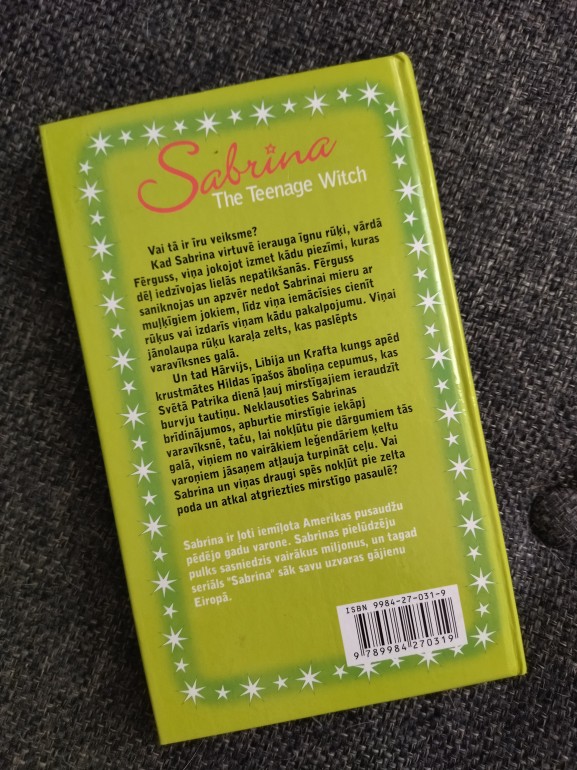 Sabrina
The Teenage Witch
Vai tā ir īru veiksme?
Kad Sabrina virtuvē ierauga īgnu rūķi, vārdā
Fērguss, viņa jokojot izmet kādu piezīmi, kuras
dēļ iedzīvojas lielās nepatikšanās. Fērguss
saniknojas un apzvēr nedot Sabrinai mieru ar
muļķīgiem jokiem, līdz viņa iemācīsies cienīt
rūķus vai izdarīs viņam kādu pakalpojumu. Viņai
jānolaupa rūķu karaļa zelts, kas paslēpts
varavīksnes galā.
Un tad Hārvijs, Libija un Krafta kungs apēd
krustmātes Hildas īpašos āboliņa cepumus, kas
Svētā Patrika dienā ļauj mirstīgajiem ieraudzīt
burvju tautiņu. Neklausoties Sabrinas
brīdinājumos, apburtie mirstīgie iekāpj
varavīksnē, taču, lai nokļūtu pie dārgumiem tās
galā, viņiem no vairākiem leģendāriem ķeltu
varoņiem jāsaņem atļauja turpināt ceļu. Vai
Sabrina un viņas draugi spēs nokļūt pie zelta
poda un atkal atgriezties mirstīgo pasaulē?
Sabrina ir ļoti iemīļota Amerikas pusaudžu
pēdējo gadu varone. Sabrinas pielūdzēju
pulks sasniedzis vairākus miljonus, un tagad
seriāls "Sabrina" sāk savu uzvaras gājienu
Eiropā.
ISBN 9984-27-031-9
9 789984 270319